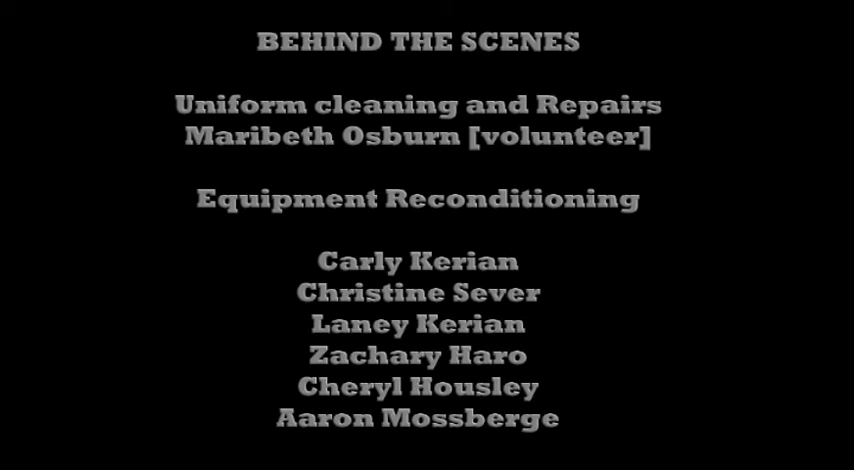 BEHIND THE SCENES
Uniform cleaning and Repairs
Maribeth Osburn [volunteer]
Equipment Reconditioning
Carly Kerian
Christine Sever
Laney Kerian
Zachary Haro
Cheryl Housley
Aaron Mossberge